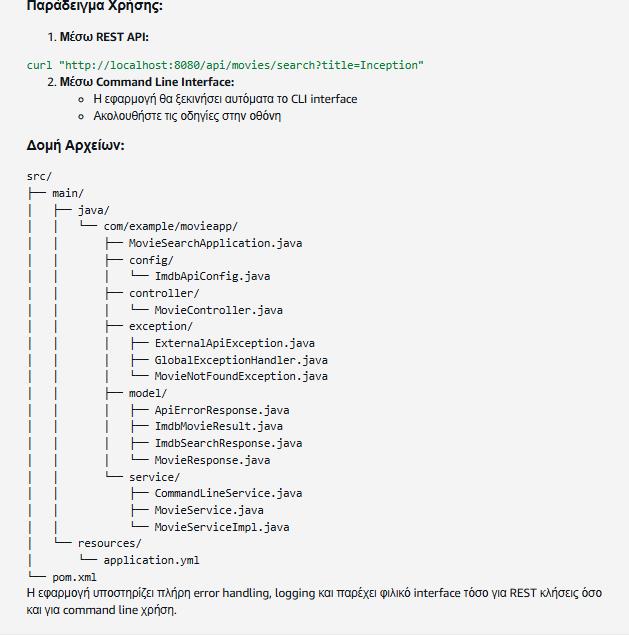 Παράδειγμα Χρήσης:
1. Μέσω REST API:
curl "http://localhost:8080/api/movies/search?title=Inception"
2. Μέσω Command Line Interface:
○ Η εφαρμογή θα ξεκινήσει αυτόματα το CLI interface
○ Ακολουθήστε τις οδηγίες στην οθόνη
Δομή Αρχείων:
src/
├── main/
│   ├── java/
│   │   └── com/example/movieapp/
│   │       ├── MovieSearchApplication.java
│   │       ├── config/
│   │       │   └── ImdbApiConfig.java
│   │       ├── controller/
│   │       │   └── MovieController.java
│   │       ├── exception/
│   │       │   ├── ExternalApiException.java
│   │       │   ├── GlobalExceptionHandler.java
│   │       │   └── MovieNotFoundException.java
│   │       ├── model/
│   │       │   ├── ApiErrorResponse.java
│   │       │   ├── ImdbMovieResult.java
│   │       │   ├── ImdbSearchResponse.java
│   │       │   └── MovieResponse.java
│   │       └── service/
│   │           ├── CommandLineService.java
│   │           ├── MovieService.java
│   │           └── MovieServiceImpl.java
│   └── resources/
│       └── application.yml
└── pom.xml
Η εφαρμογή υποστηρίζει πλήρη error handling, logging και παρέχει φιλικό interface τόσο για REST κλήσεις όσο
και για command line χρήση.